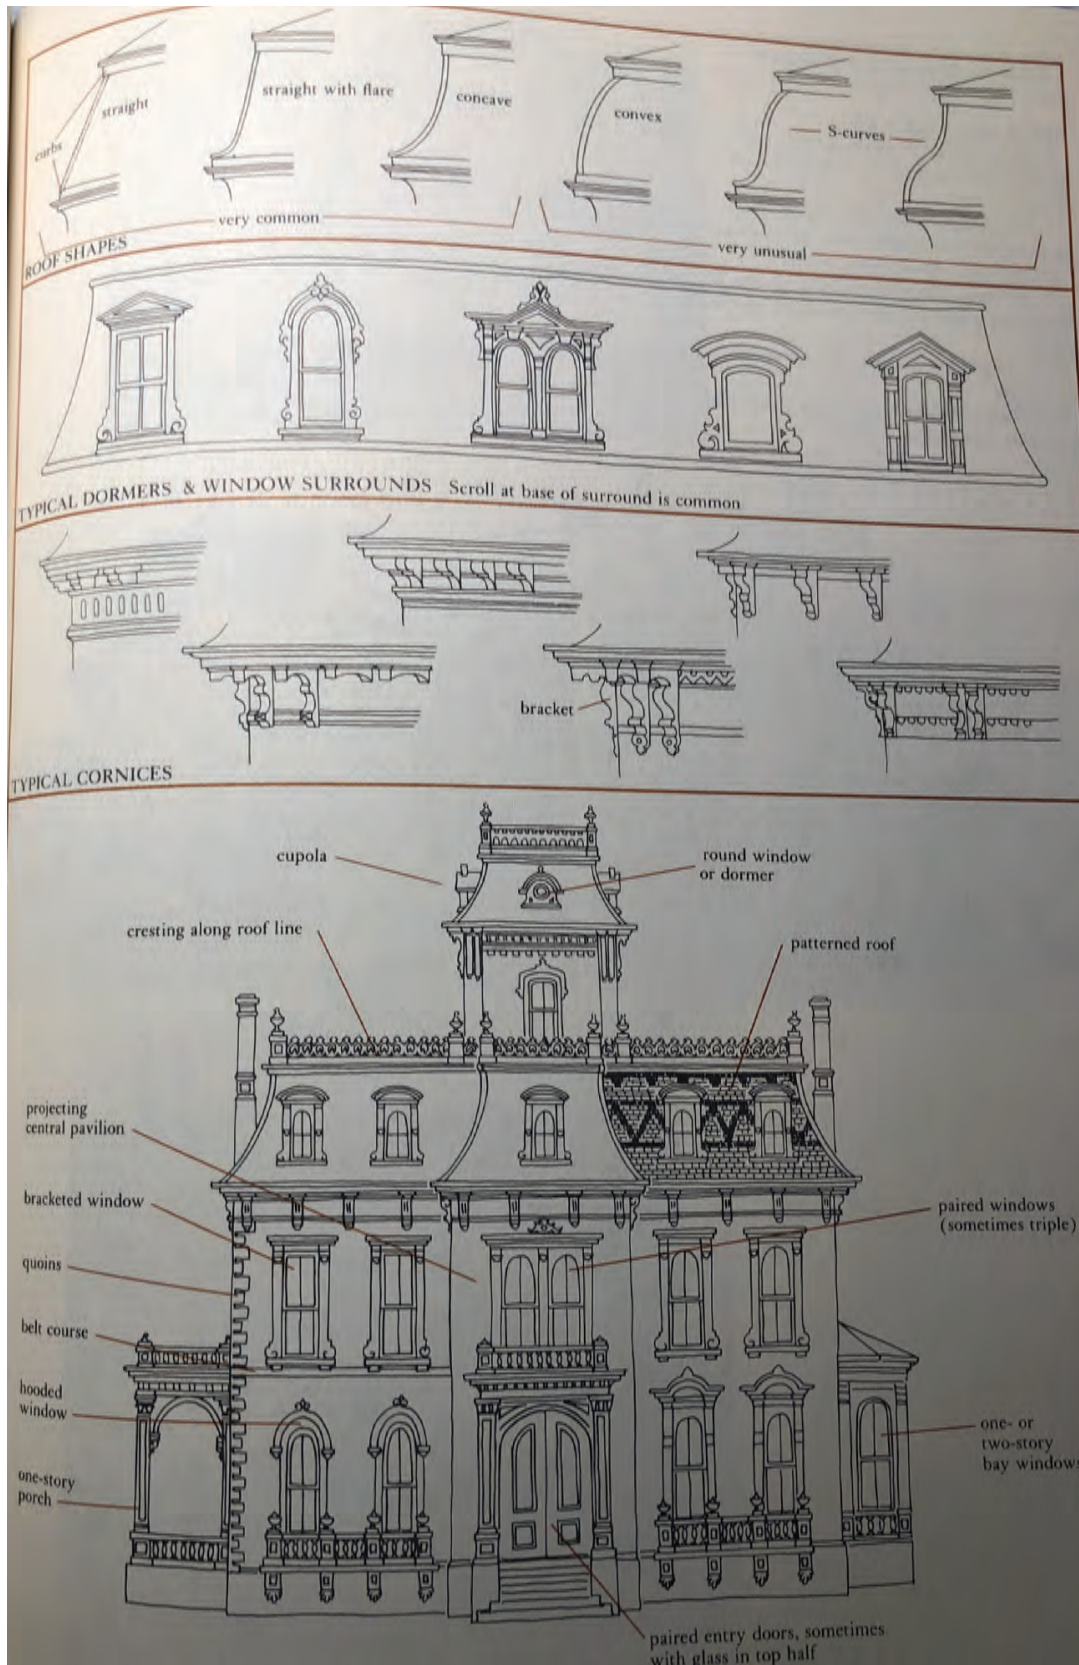 straight
straight with flare
concave
convex
S-curves
curbs
very common
very unusual
ROOF SHAPES
TYPICAL DORMERS & WINDOW SURROUNDS Scroll at base of surround is common
bracket
TYPICAL CORNICES
cupola
round window
or dormer
cresting along roof line
patterned roof
projecting
central pavilion
bracketed window
paired windows
(sometimes triple)
quoins
belt course
hooded
window
one- or
two-story
bay windows
one-story
porch
paired entry doors, sometimes
with glass in top half